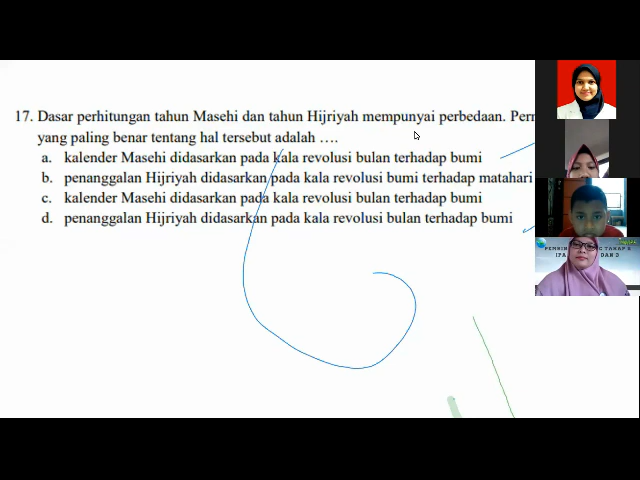 17. Dasar perhitungan tahun Masehi dan tahun Hijriyah mempunyai perbedaan.
yang paling benar tentang hal tersebut adalah ….
a. kalender Masehi didasarkan pada kala revolusi bulan terhadap bumi
b. penanggalan Hijriyah didasarkan pada kala revolusi bumi terhadap matahari
c. kalender Masehi didasarkan pada kala revolusi bulan terhadap bumi
d. penanggalan Hijriyah didasarkan pada kala revolusi bulan terhadap bumi